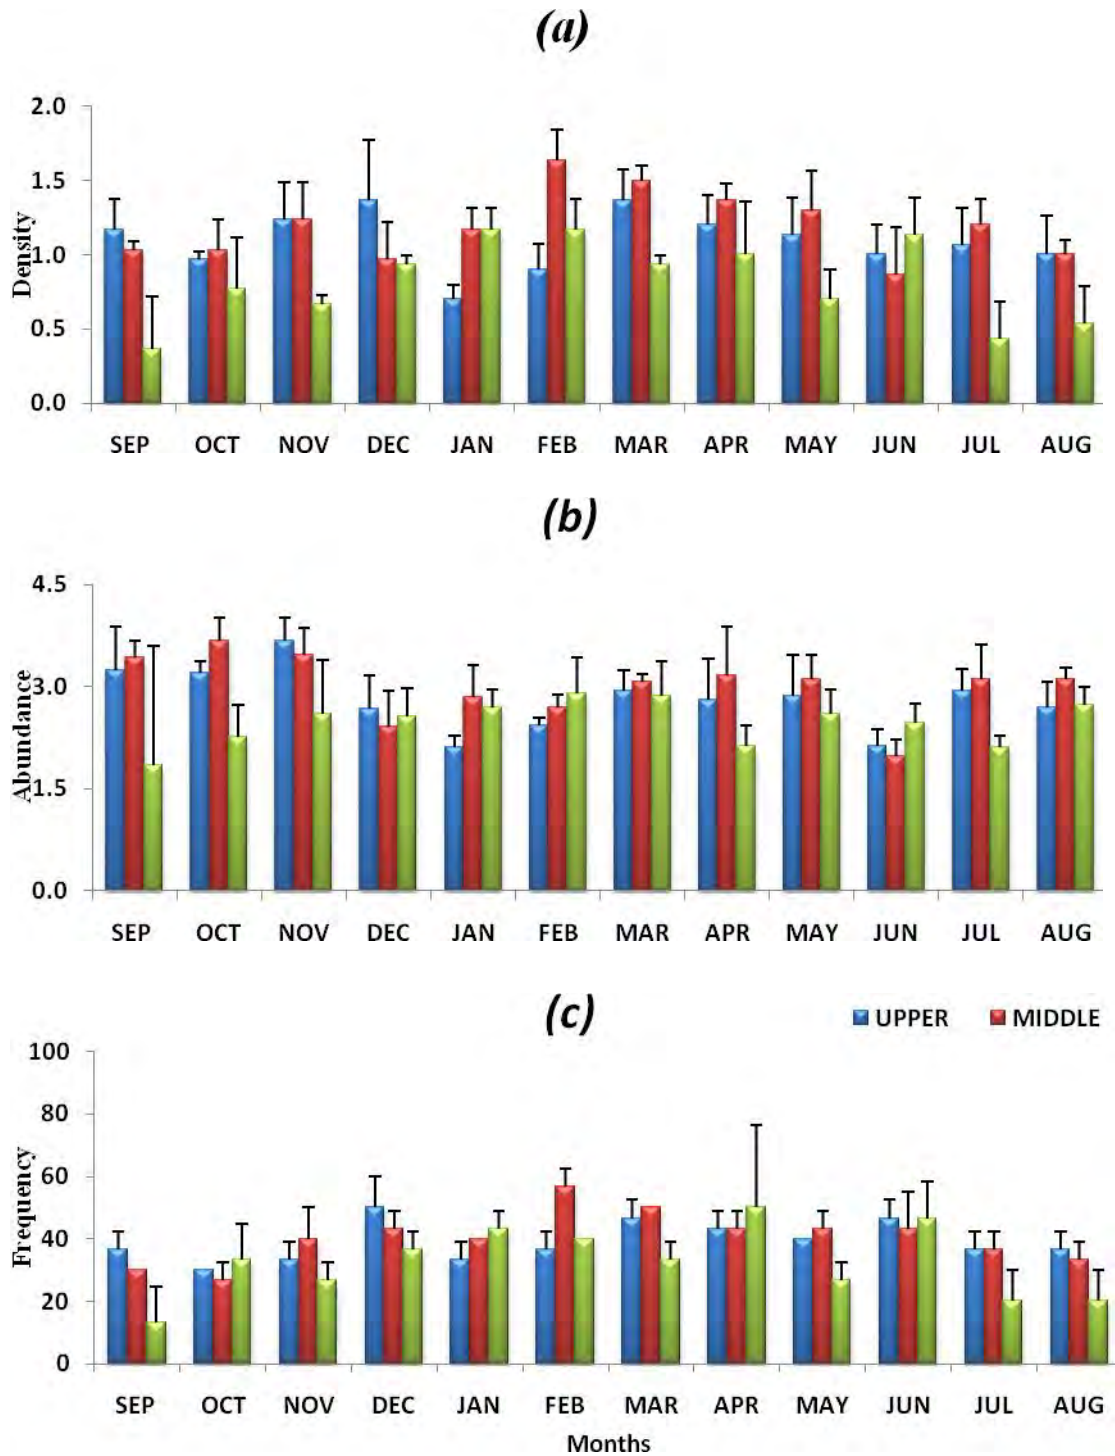 (a)
2.0
1.5
1.0
0.5
0.0
Density
SEP OCT NOV DEC JAN FEB MAR APR MAY JUN JUL AUG
(b)
4.5
3.0
1.5
0.0
Abundance
SEP OCT NOV DEC JAN FEB MAR APR MAY JUN JUL AUG
(c)
UPPER MIDDLE
100
80
60
40
20
0
Frequency
SEP OCT NOV DEC JAN FEB MAR APR MAY JUN JUL AUG
Months